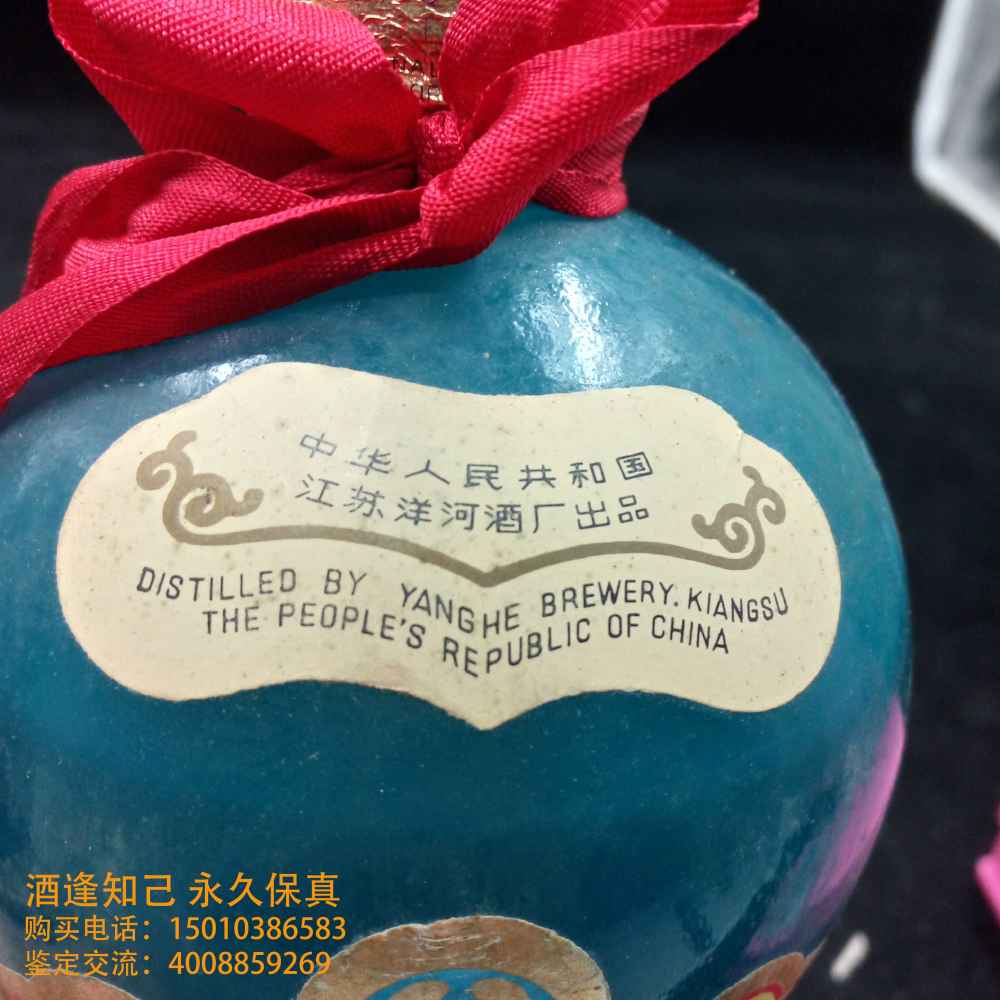 中华人民共和国
江苏洋河酒厂出品
DISTILLED BY YANGHE BREWERY. KIANGSU
THE PEOPLE'S REPUBLIC OF CHINA
酒逢知己 永久保真
购买电话：15010386583
鉴定交流：4008859269